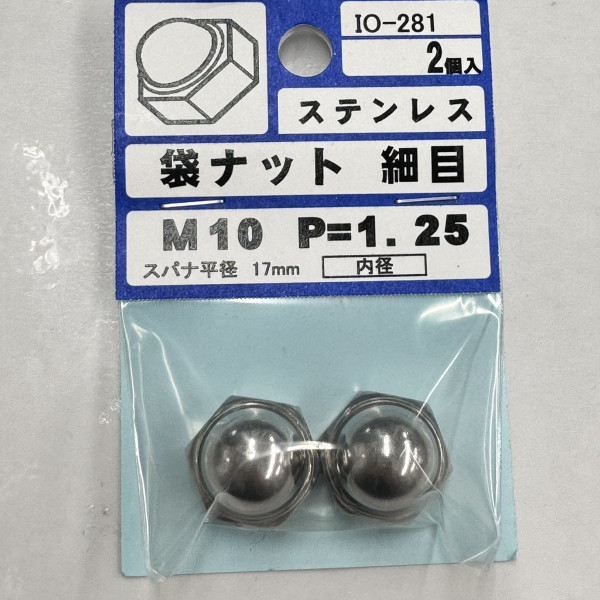 IO-281
2個入
ステンレス
袋ナット 細目
M10 P=1.25
スパナ平径 17mm 内径